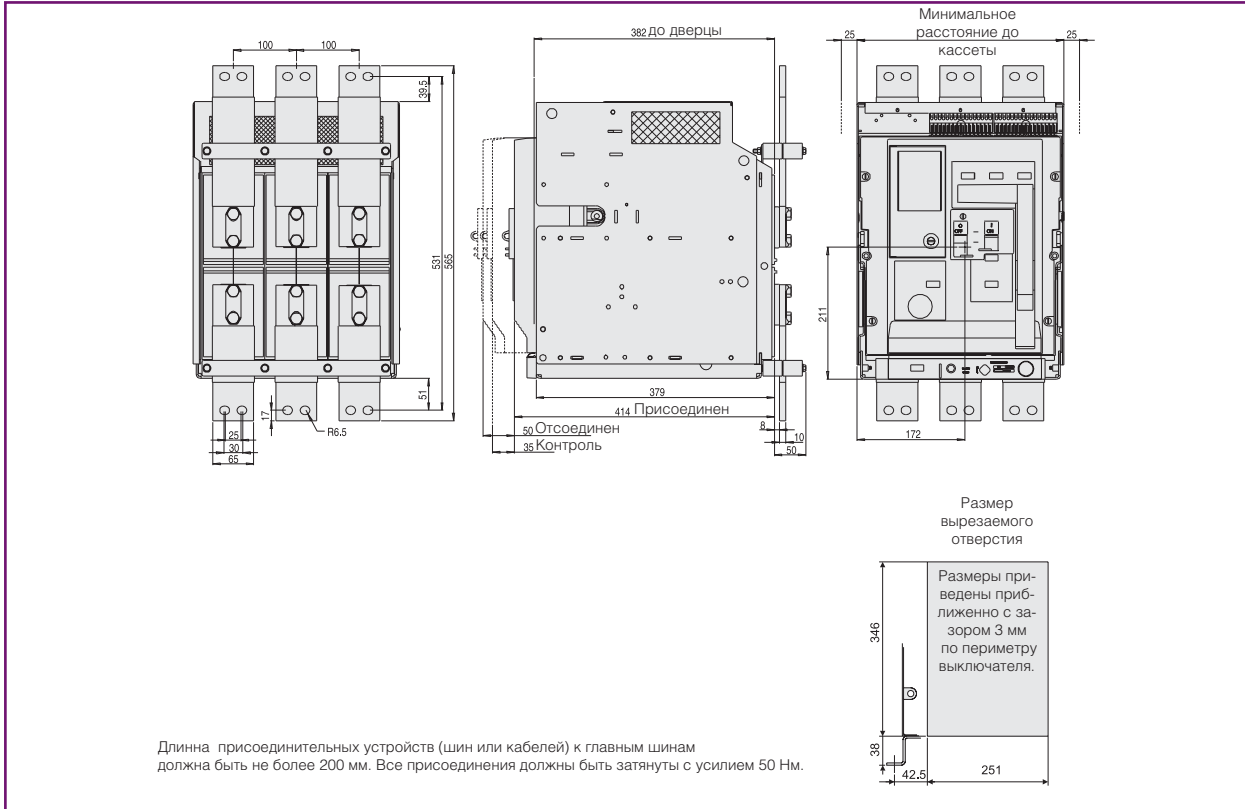 100
100
39.5
531
565
51
17
R6.5
25
30
65
382 до дверцы
379
414 Присоединен
50 Отсоединен
35 Контроль
8
10
50
Минимальное
расстояние до
кассеты
25
25
OFF
ON
211
172
Размер
вырезаемого
отверстия
Размеры при-
ведены приб-
лиженно с за-
зором 3 мм
по периметру
выключателя.
346
38
42.5
251
Длинна присоединительных устройств (шин или кабелей) к главным шинам
должна быть не более 200 мм. Все присоединения должны быть затянуты с усилием 50 Нм.